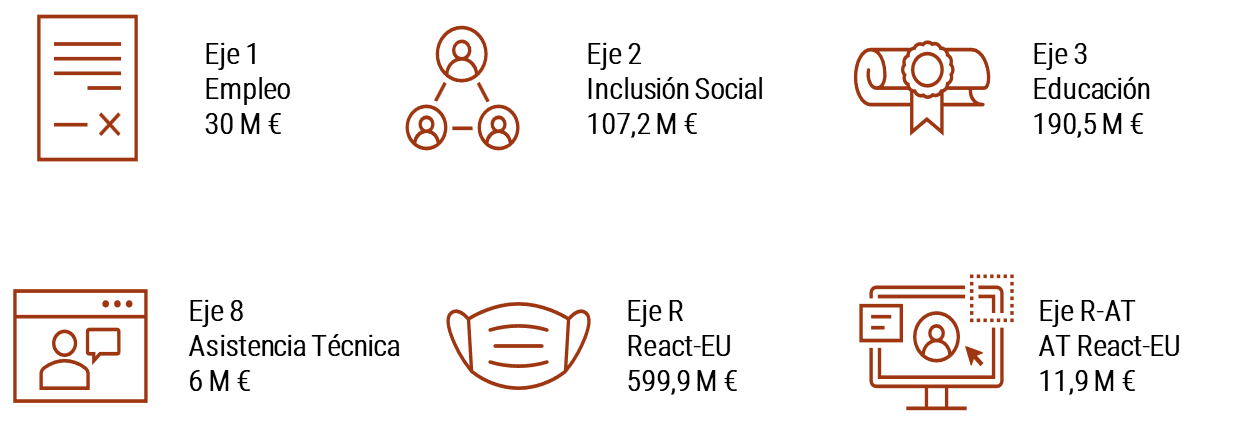 Eje 1
Empleo
30 M €
Eje 2
Inclusión Social
107,2 M €
Eje 3
Educación
190,5 M €
Eje 8
Asistencia Técnica
6 M €
Eje R
React-EU
599,9 M €
Eje R-AT
AT React-EU
11,9 M €